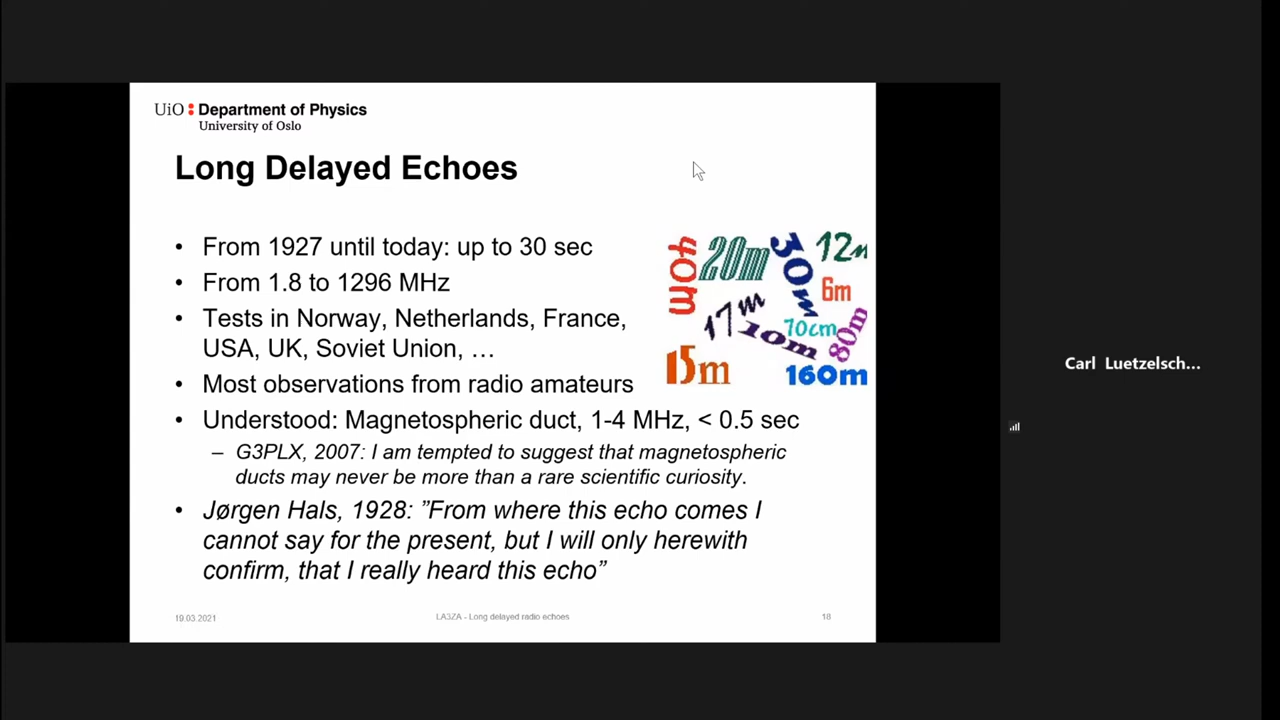 UiO Department of Physics
University of Oslo
Long Delayed Echoes
• From 1927 until today: up to 30 sec
• From 1.8 to 1296 MHz
• Tests in Norway, Netherlands, France,
USA, UK, Soviet Union, …
• Most observations from radio amateurs
• Understood: Magnetospheric duct, 1-4 MHz, < 0.5 sec
– G3PLX, 2007: I am tempted to suggest that magnetospheric
ducts may never be more than a rare scientific curiosity.
• Jørgen Hals, 1928: ”From where this echo comes I
cannot say for the present, but I will only herewith
confirm, that I really heard this echo”
40m
20m
30m
12m
6m
17m
10m
70cm
80m
15m
160m
19.03.2021
LA3ZA - Long delayed radio echoes
18
Carl Luetzelsch...